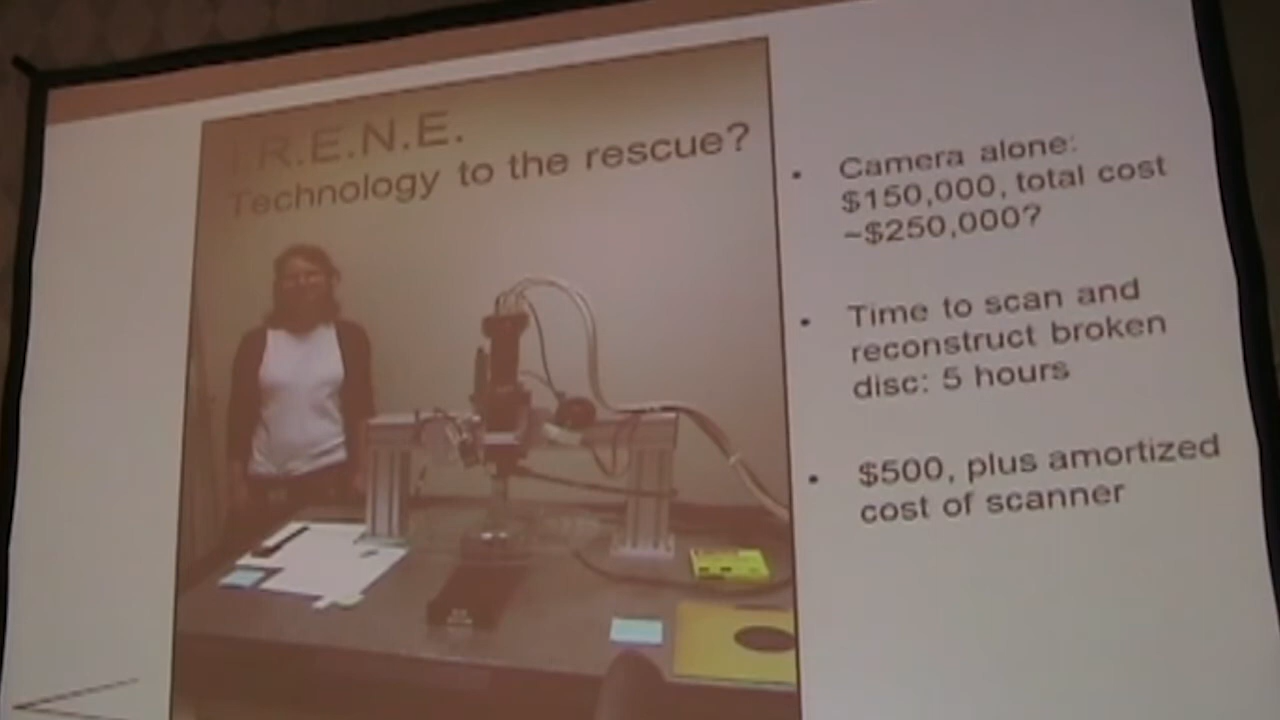 I.R.E.N.E.
Technology to the rescue?
• Camera alone:
$150,000, total cost
~$250,000?
• Time to scan and
reconstruct broken
disc: 5 hours
• $500, plus amortized
cost of scanner